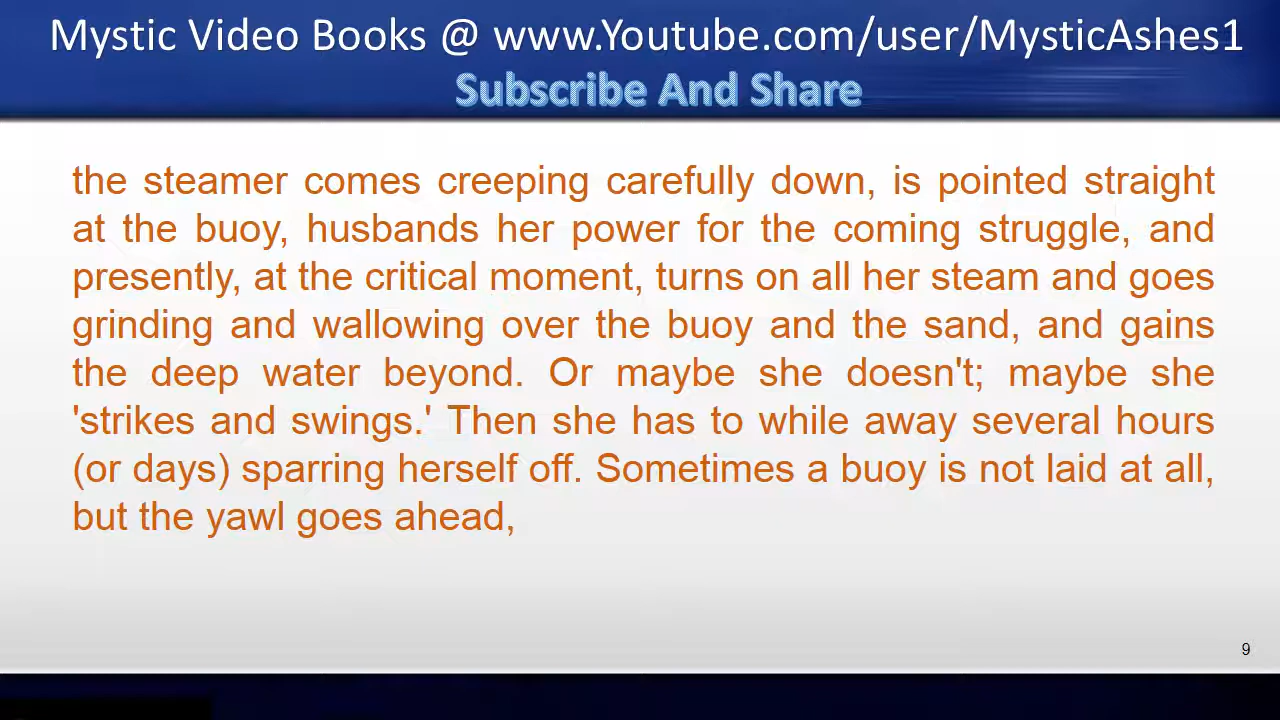 Mystic Video Books @ www.Youtube.com/user/MysticAshes1
Subscribe And Share
the steamer comes creeping carefully down, is pointed straight
at the buoy, husbands her power for the coming struggle, and
presently, at the critical moment, turns on all her steam and goes
grinding and wallowing over the buoy and the sand, and gains
the deep water beyond. Or maybe she doesn't; maybe she
'strikes and swings.' Then she has to while away several hours
(or days) sparring herself off. Sometimes a buoy is not laid at all,
but the yawl goes ahead,
9